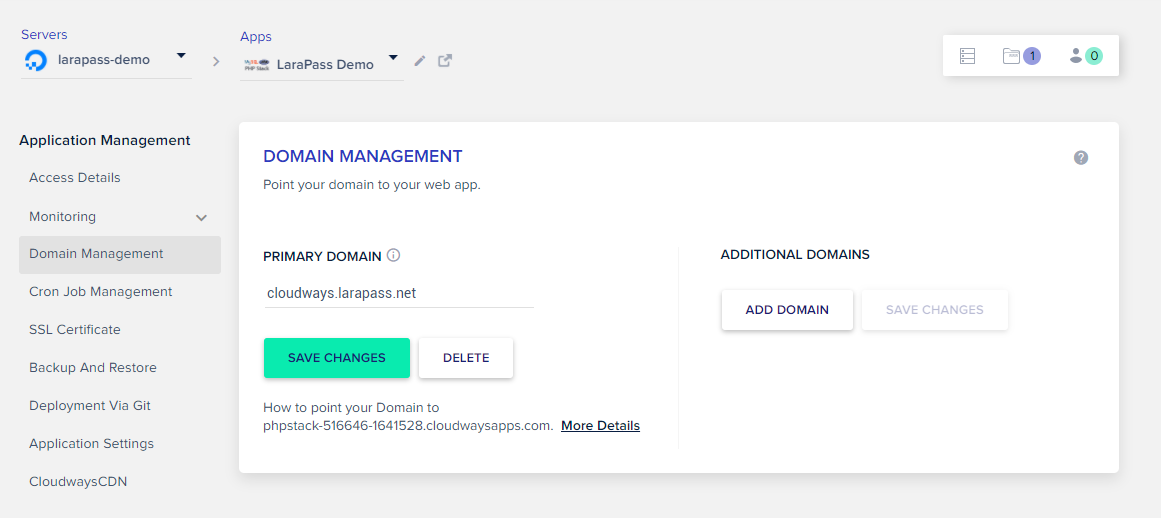 Servers
larapass-demo
Apps
MySQL PHP Stack
LaraPass Demo
1
0
Application Management
Access Details
Monitoring
Domain Management
Cron Job Management
SSL Certificate
Backup And Restore
Deployment Via Git
Application Settings
CloudwaysCDN
DOMAIN MANAGEMENT
?
Point your domain to your web app.
PRIMARY DOMAIN
cloudways.larapass.net
SAVE CHANGES
DELETE
How to point your Domain to
phpstack-516646-1641528.cloudwaysapps.com. More Details
ADDITIONAL DOMAINS
ADD DOMAIN
SAVE CHANGES